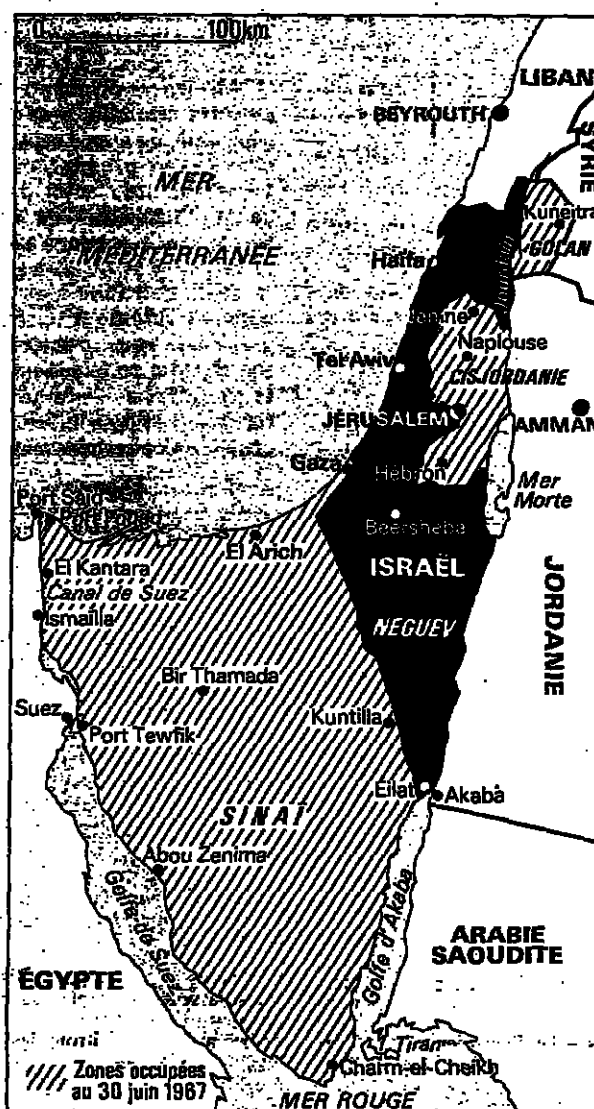 0 100km
LIBAN
BEYROUTH
SYRIE
MER
MÉDITERRANÉE
Kuneitra
GOLAN
Haïfa
Jenine
Naplouse
Tel Aviv
CISJORDANIE
JÉRUSALEM
AMMAN
Gaza
Hébron
Mer
Morte
Port Saïd
Beersheba
El Arich
ISRAËL
El Kantara
Canal de Suez
JORDANIE
Ismaïlia
NEGUEV
Bir Thamada
Suez
Kuntilla
Port Tewfik
Eilat
Akaba
SINAÏ
Abou Zenima
Golfe de Suez
Golfe d'Akaba
ARABIE
SAOUDITE
ÉGYPTE
Tiran
Charm-el-Cheikh
Zones occupées
au 30 juin 1967
MER ROUGE